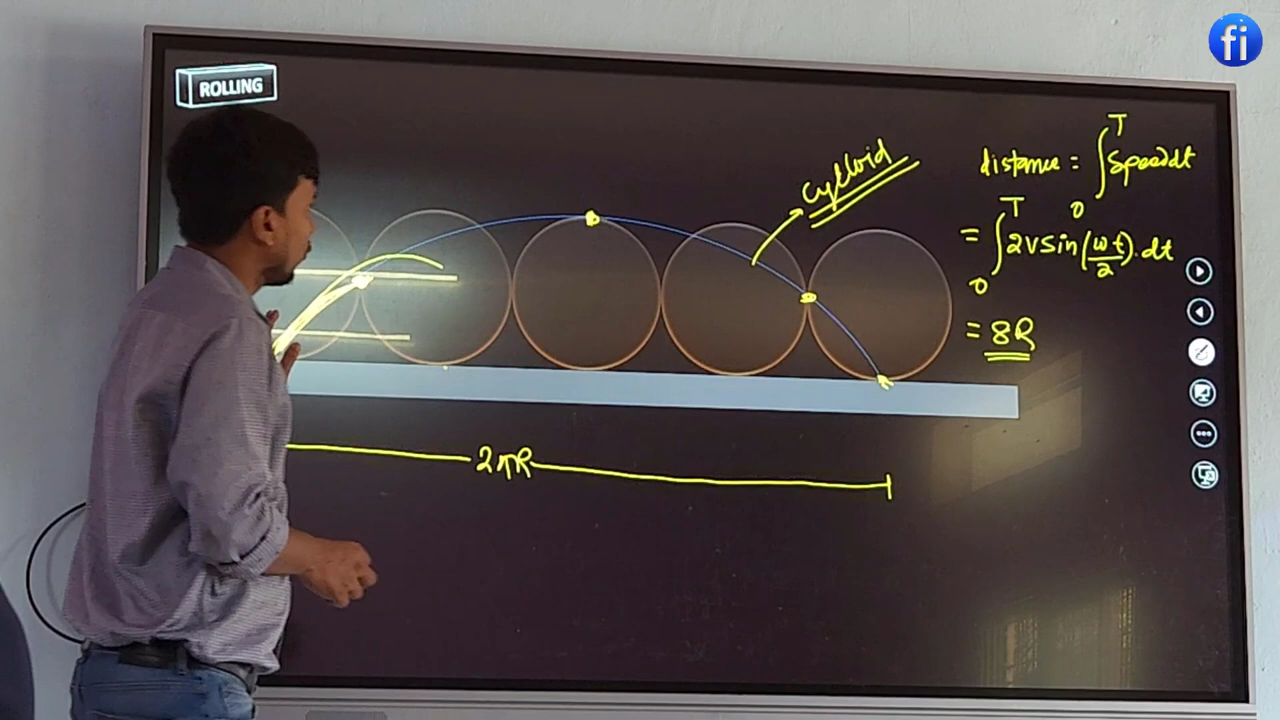 fi
ROLLING
cycloid
distance = ∫₀ᵀ speed dt
= ∫₀ᵀ 2v sin(ωt/2).dt
= 8R
2πR